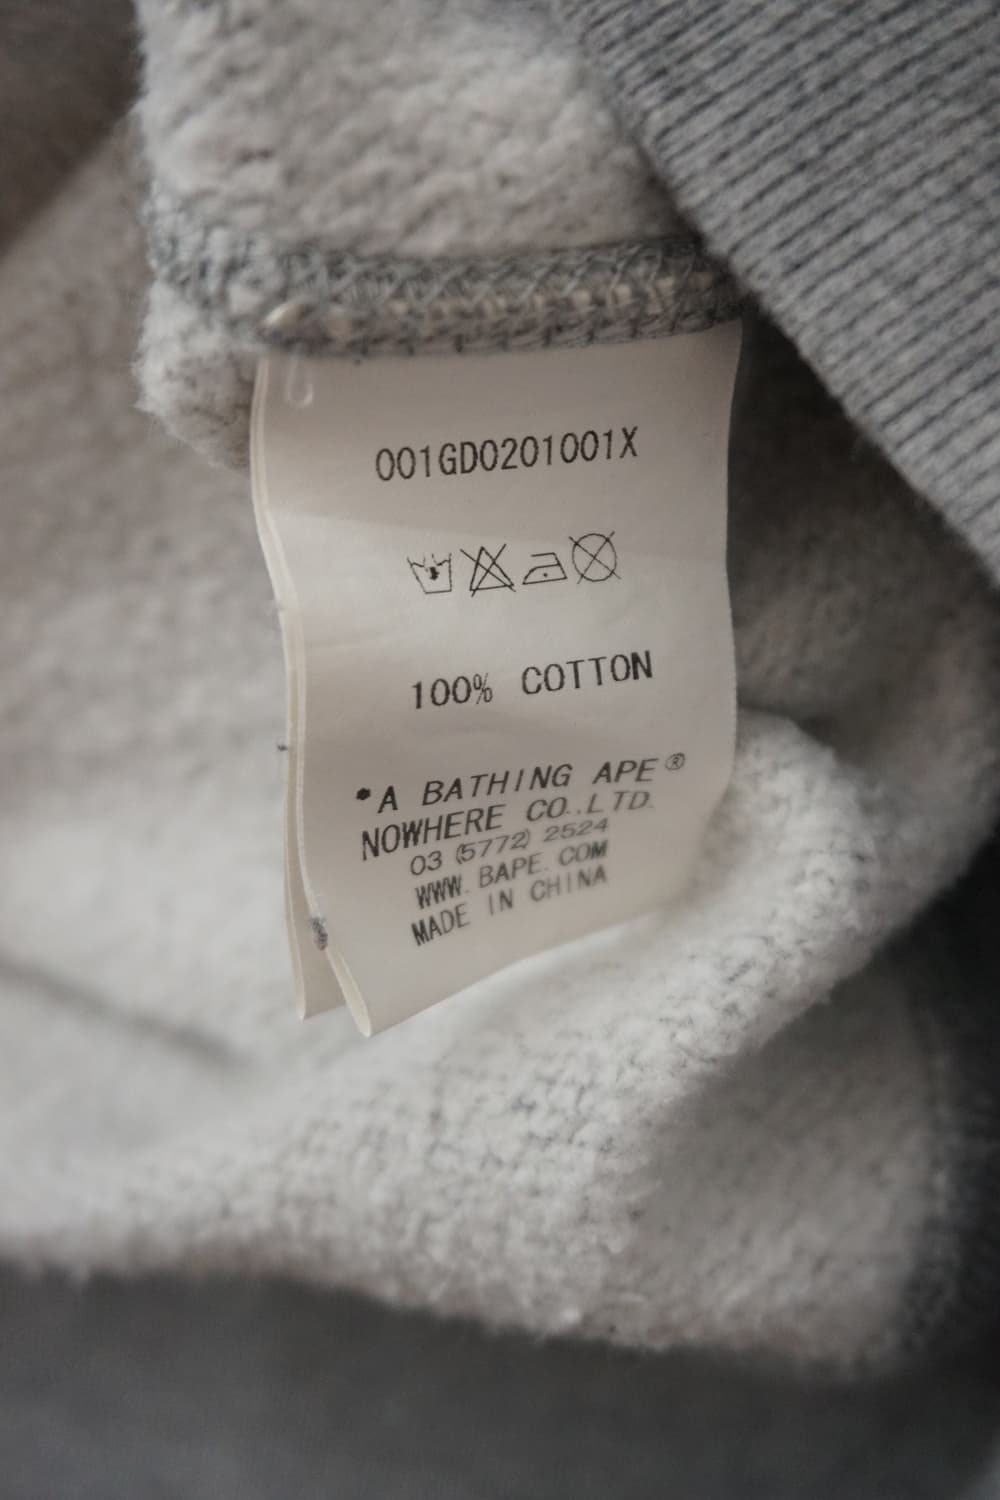 001GD0201001X
100% COTTON
*A BATHING APE®
NOWHERE CO.,LTD.
03 (5772) 2524
WWW. BAPE. COM
MADE IN CHINA